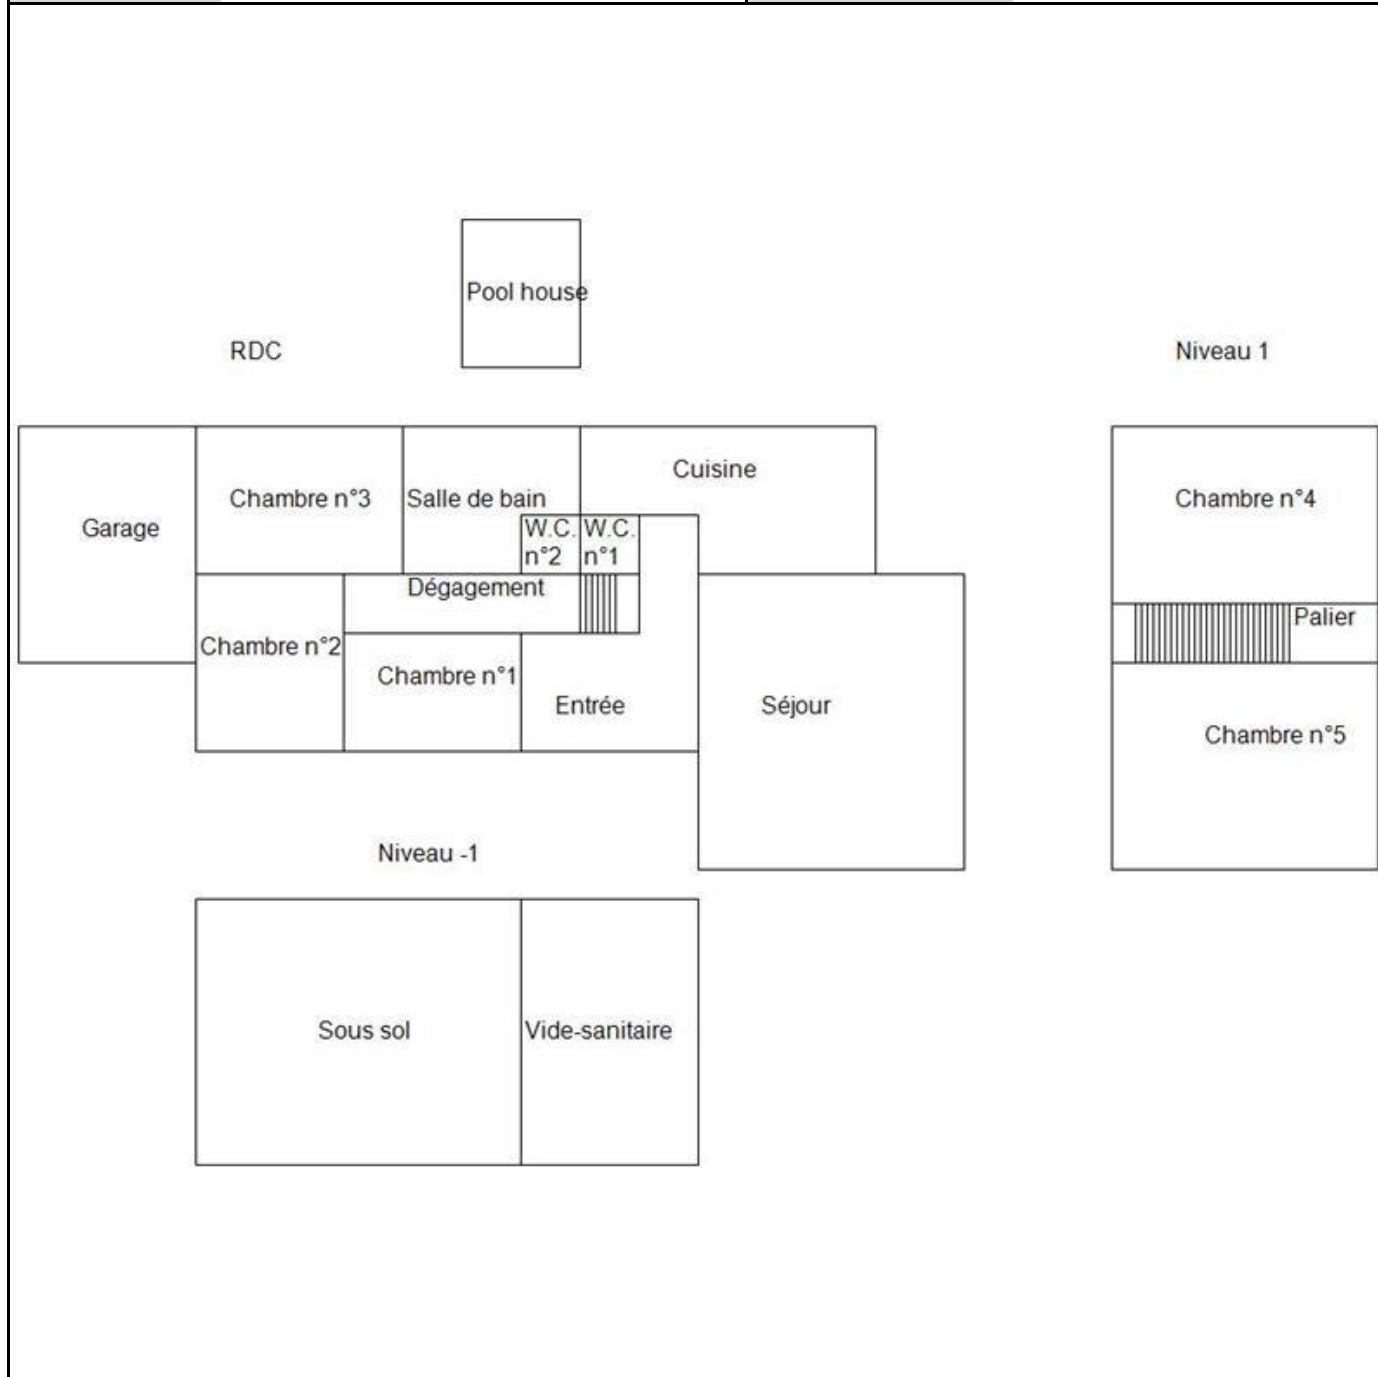 Pool house
RDC
Niveau 1
Cuisine
Chambre n°3
Salle de bain
Chambre n°4
Garage
W.C.
n°2
W.C.
n°1
Dégagement
Palier
Chambre n°2
Chambre n°1
Entrée
Séjour
Chambre n°5
Niveau -1
Sous sol
Vide-sanitaire